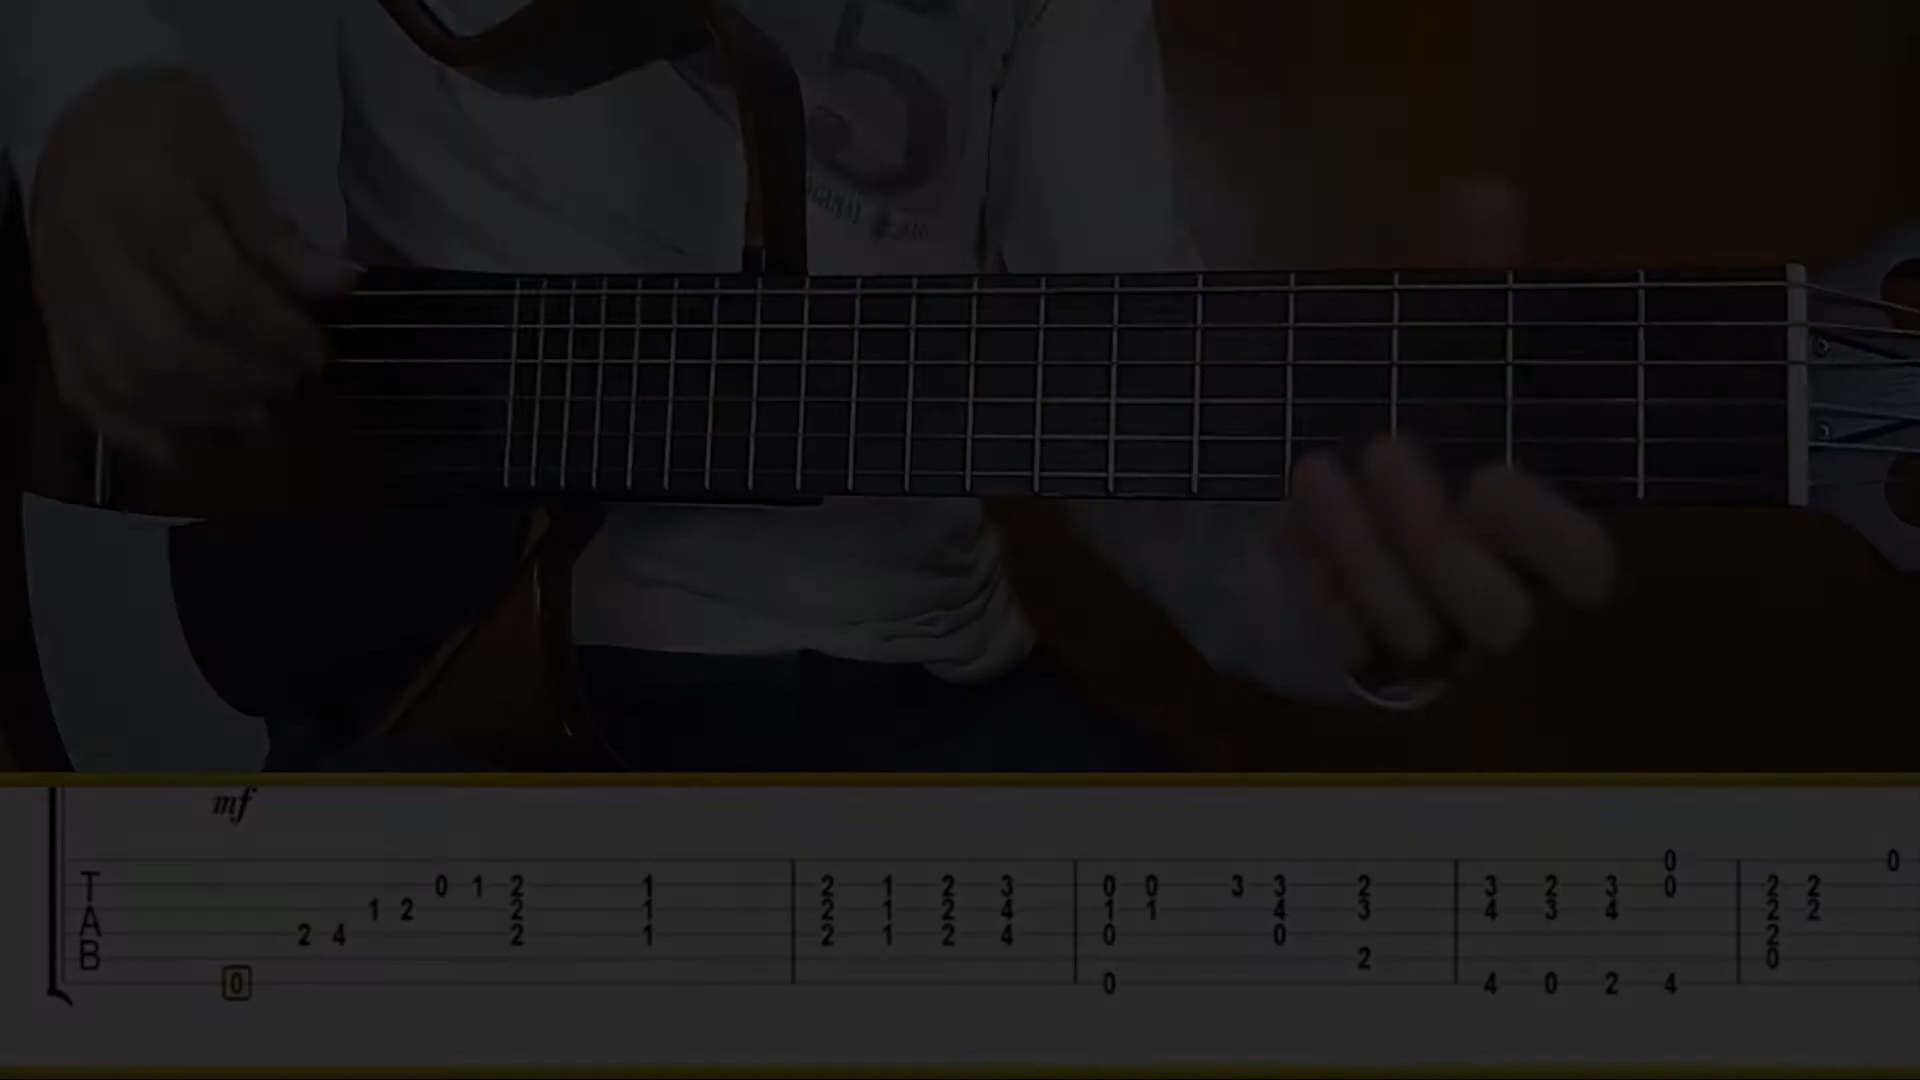 5
ORIGINAL
mf
0 0
T 0 1 2 1 2 1 2 3 0 0 3 3 2 3 2 3 0 2 2
A 1 2 2 1 2 1 2 4 1 1 4 3 4 3 4 2 2
2 4 2 1 2 1 2 4 0 0 2
B 2 0
0 0 4 0 2 4